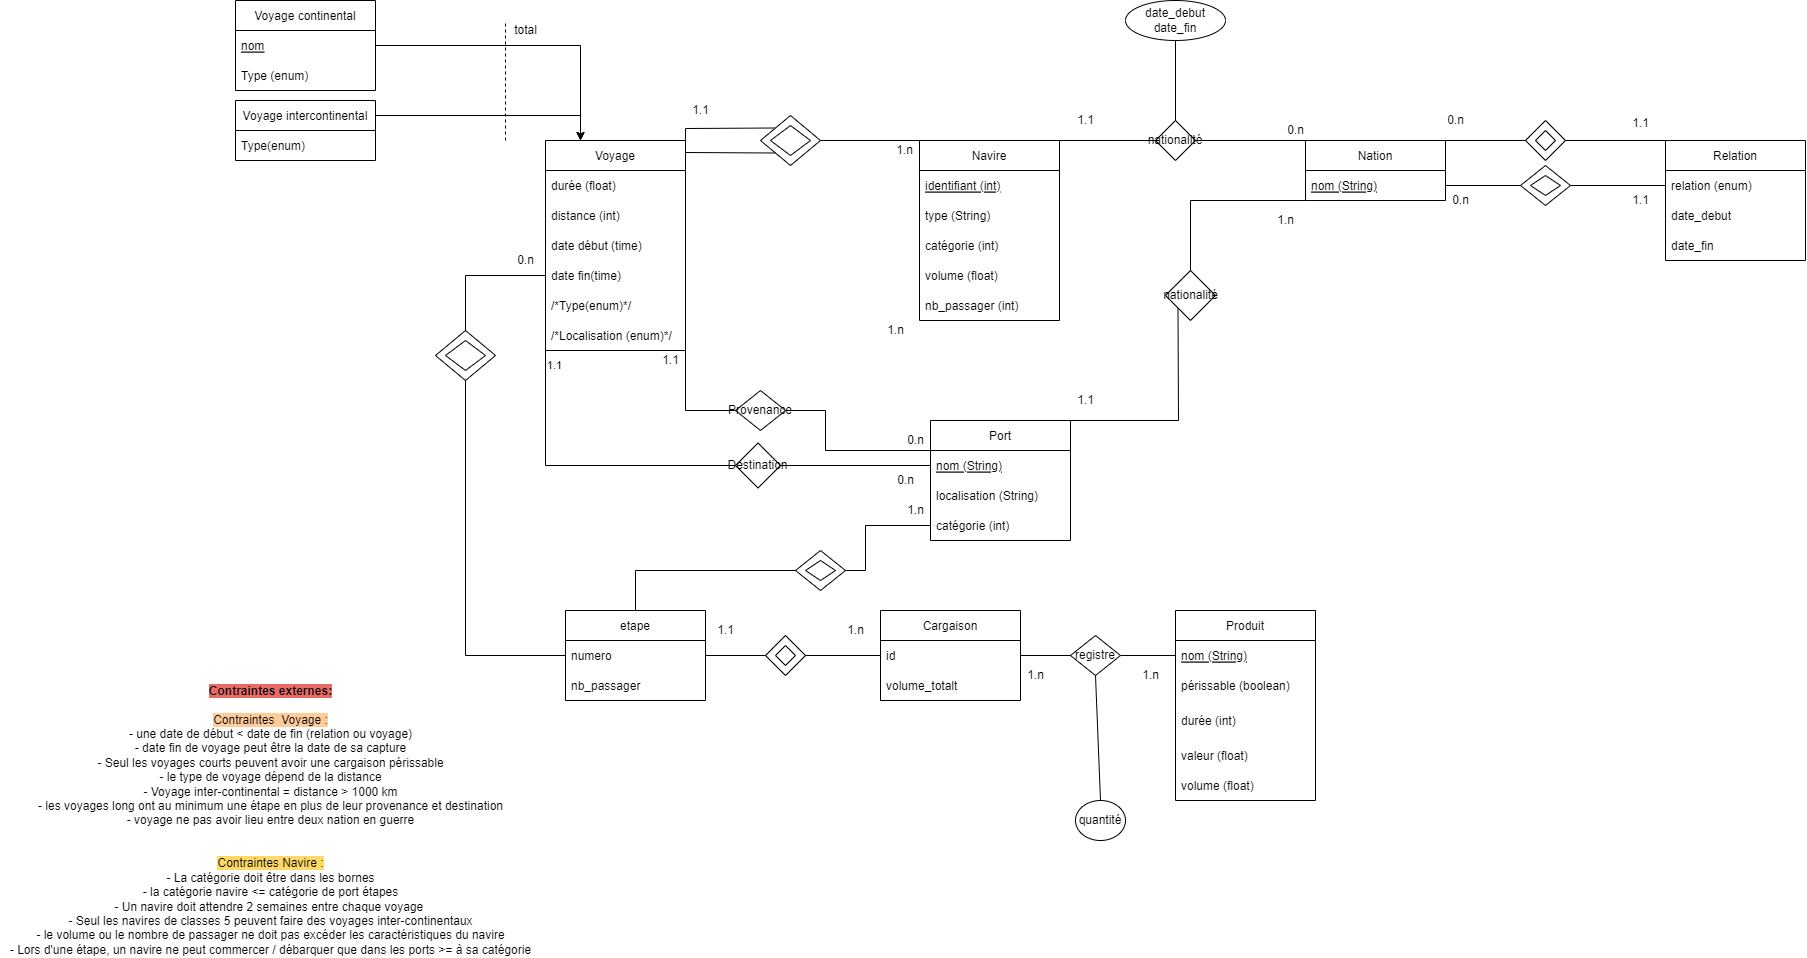 Voyage continental
nom
Type (enum)
Voyage intercontinental
Type(enum)
total
date_debut
date_fin
1.1
1.n
1.1
nationalité
0.n
0.n
1.1
Voyage
durée (float)
distance (int)
date début (time)
date fin(time)
/*Type(enum)*/
/*Localisation (enum)*/
Navire
identifiant (int)
type (String)
catégorie (int)
volume (float)
nb_passager (int)
Nation
nom (String)
Relation
relation (enum)
date_debut
date_fin
0.n
1.1
1.n
0.n
nationalité
1.n
1.1
1.1
1.1
Provenance
0.n
Destination
0.n
1.n
Port
nom (String)
localisation (String)
catégorie (int)
etape
numero
nb_passager
1.1
1.n
Cargaison
id
volume_totalt
1.n
registre
1.n
Produit
nom (String)
périssable (boolean)
durée (int)
valeur (float)
volume (float)
quantité
Contraintes externes:
Contraintes  Voyage :
- une date de début < date de fin (relation ou voyage)
- date fin de voyage peut être la date de sa capture
- Seul les voyages courts peuvent avoir une cargaison périssable
- le type de voyage dépend de la distance
- Voyage inter-continental = distance > 1000 km
- les voyages long ont au minimum une étape en plus de leur provenance et destination
- voyage ne pas avoir lieu entre deux nation en guerre
Contraintes Navire :
- La catégorie doit être dans les bornes
- la catégorie navire <= catégorie de port étapes
- Un navire doit attendre 2 semaines entre chaque voyage
- Seul les navires de classes 5 peuvent faire des voyages inter-continentaux
- le volume ou le nombre de passager ne doit pas excéder les caractéristiques du navire
- Lors d'une étape, un navire ne peut commercer / débarquer que dans les ports >= à sa catégorie